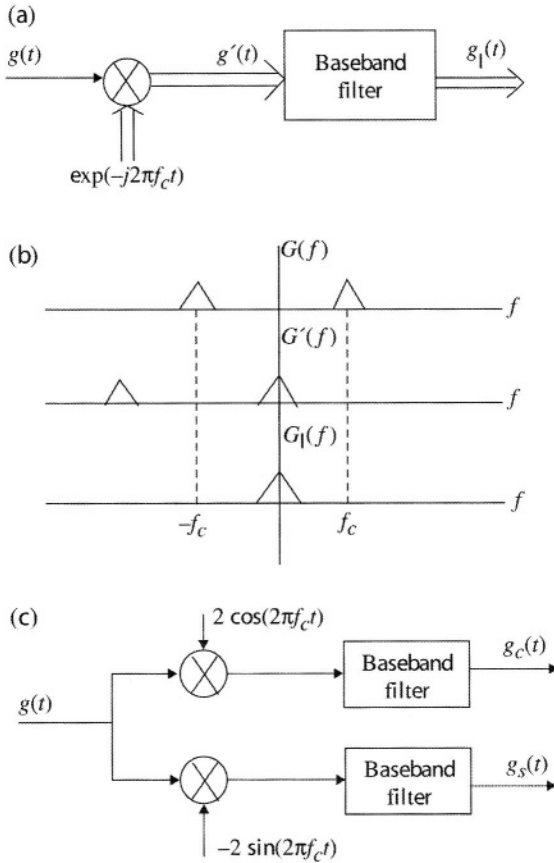 (a)
g(t)
g´(t)
Baseband
filter
g_l(t)
exp(–j2πf_ct)
(b)
G(f)
f
G´(f)
f
G_l(f)
f
–f_c
f_c
(c)
2 cos(2πf_ct)
g(t)
Baseband
filter
g_c(t)
Baseband
filter
g_s(t)
–2 sin(2πf_ct)